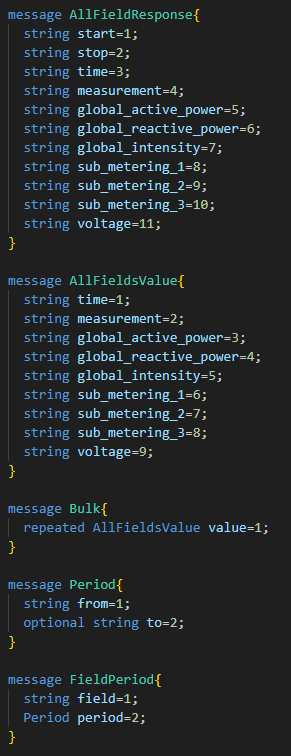 message AllFieldResponse{
  string start=1;
  string stop=2;
  string time=3;
  string measurement=4;
  string global_active_power=5;
  string global_reactive_power=6;
  string global_intensity=7;
  string sub_metering_1=8;
  string sub_metering_2=9;
  string sub_metering_3=10;
  string voltage=11;
}

message AllFieldsValue{
  string time=1;
  string measurement=2;
  string global_active_power=3;
  string global_reactive_power=4;
  string global_intensity=5;
  string sub_metering_1=6;
  string sub_metering_2=7;
  string sub_metering_3=8;
  string voltage=9;
}

message Bulk{
  repeated AllFieldsValue value=1;
}

message Period{
  string from=1;
  optional string to=2;
}

message FieldPeriod{
  string field=1;
  Period period=2;
}